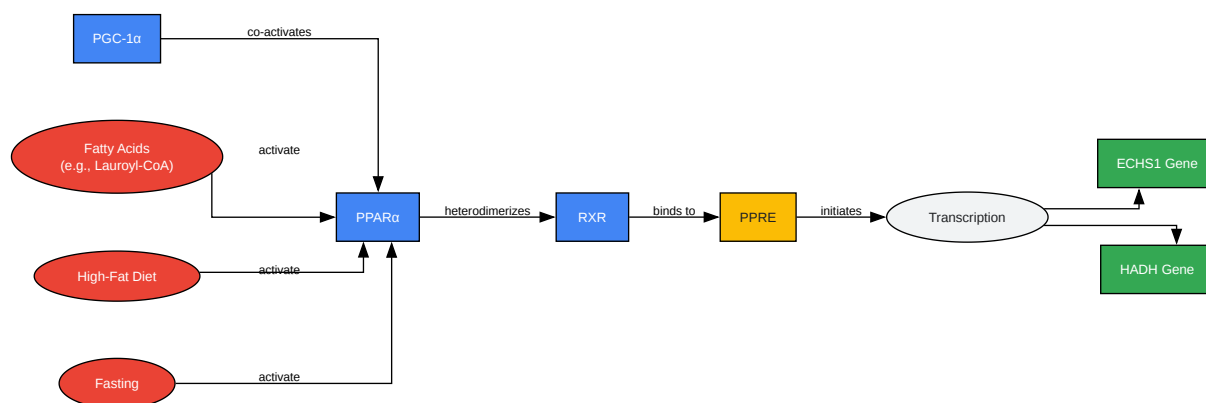 PGC-1α
co-activates
Fatty Acids
(e.g., Lauroyl-CoA)
activate
PPARα
heterodimerizes
RXR
binds to
PPRE
initiates
Transcription
ECHS1 Gene
HADH Gene
High-Fat Diet
activate
Fasting
activate